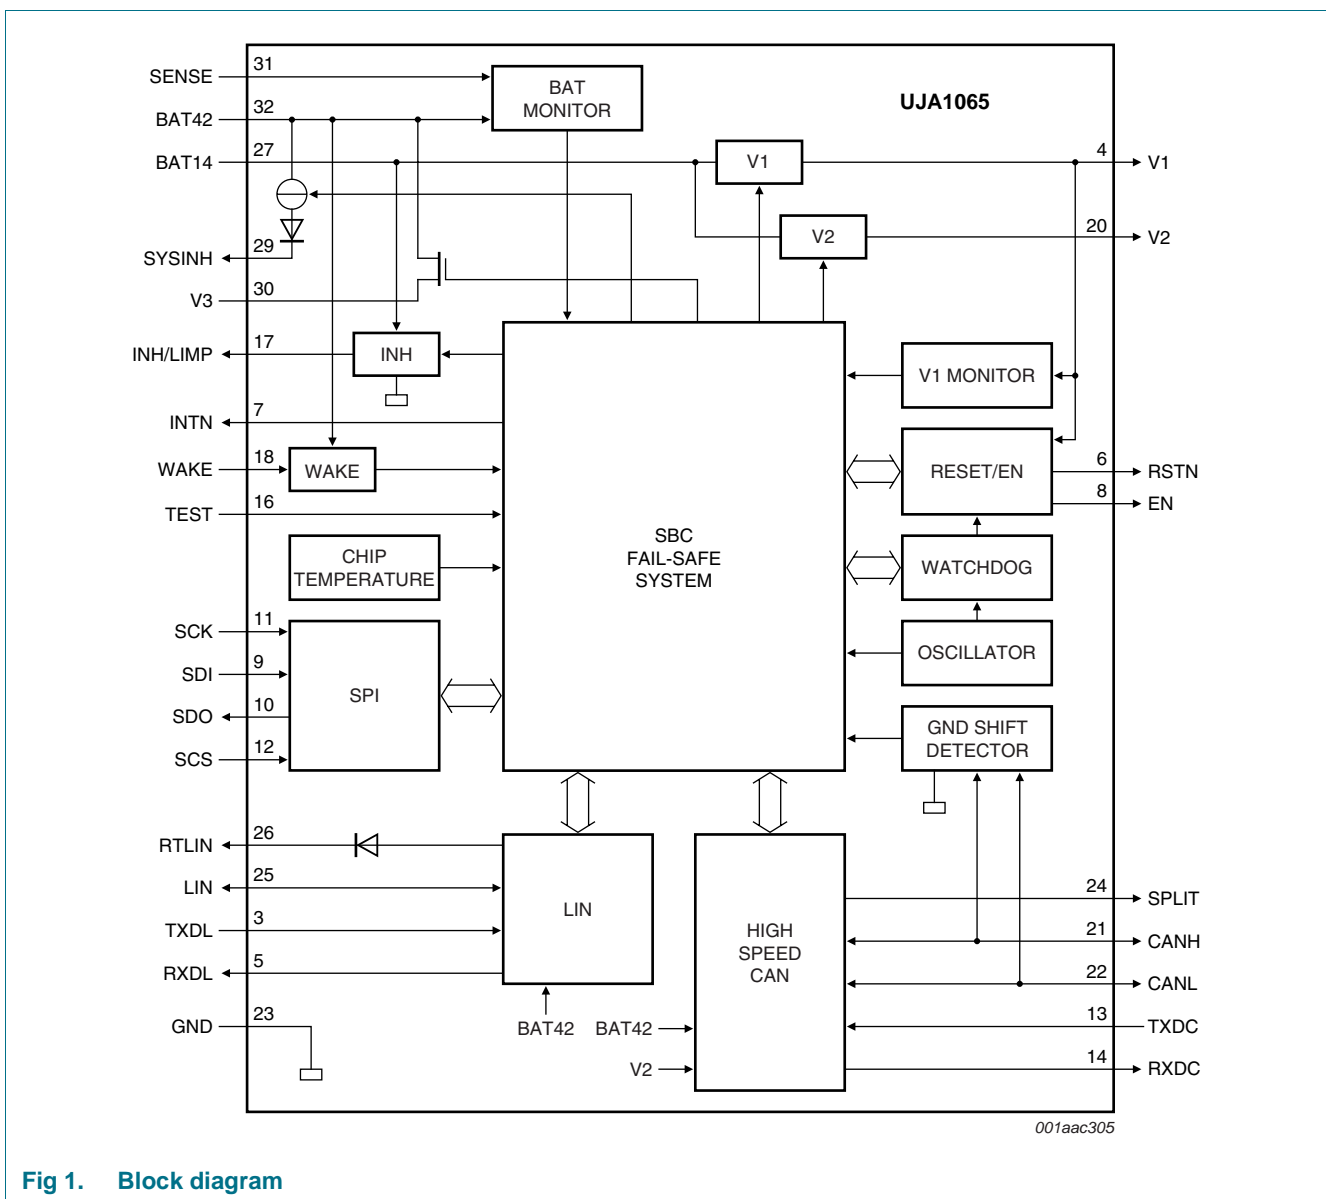 UJA1065
SENSE
31
BAT42
32
BAT14
27
SYSINH
29
V3
30
INH/LIMP
17
INTN
7
WAKE
18
TEST
16
SCK
11
SDI
9
SDO
10
SCS
12
RTLIN
26
LIN
25
TXDL
3
RXDL
5
GND
23
BAT
MONITOR
V1
V2
INH
WAKE
CHIP
TEMPERATURE
SPI
SBC
FAIL-SAFE
SYSTEM
V1 MONITOR
RESET/EN
WATCHDOG
OSCILLATOR
GND SHIFT
DETECTOR
LIN
BAT42
HIGH
SPEED
CAN
BAT42
V2
4
V1
20
V2
6
RSTN
8
EN
24
SPLIT
21
CANH
22
CANL
13
TXDC
14
RXDC
001aac305
Fig 1. Block diagram